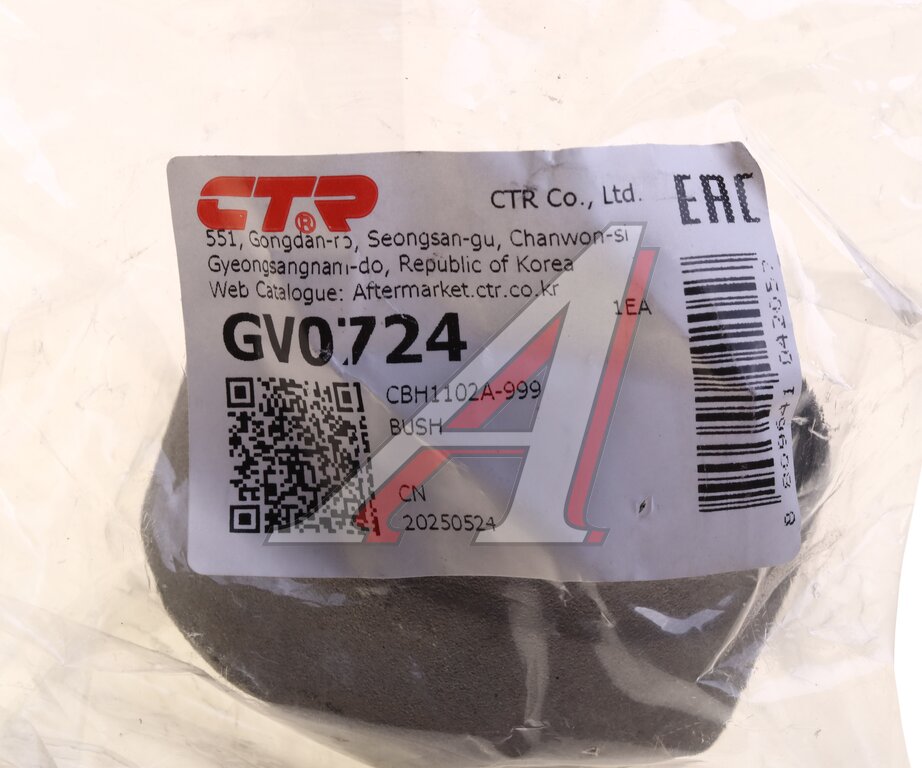 CTR®
CTR Co., Ltd.
EAC
551, Gongdan-ro, Seongsan-gu, Chanwon-si
Gyeongsangnam-do, Republic of Korea
Web Catalogue: Aftermarket.ctr.co.kr
1EA
GV0724
CBH1102A-999
BUSH
CN
20250524